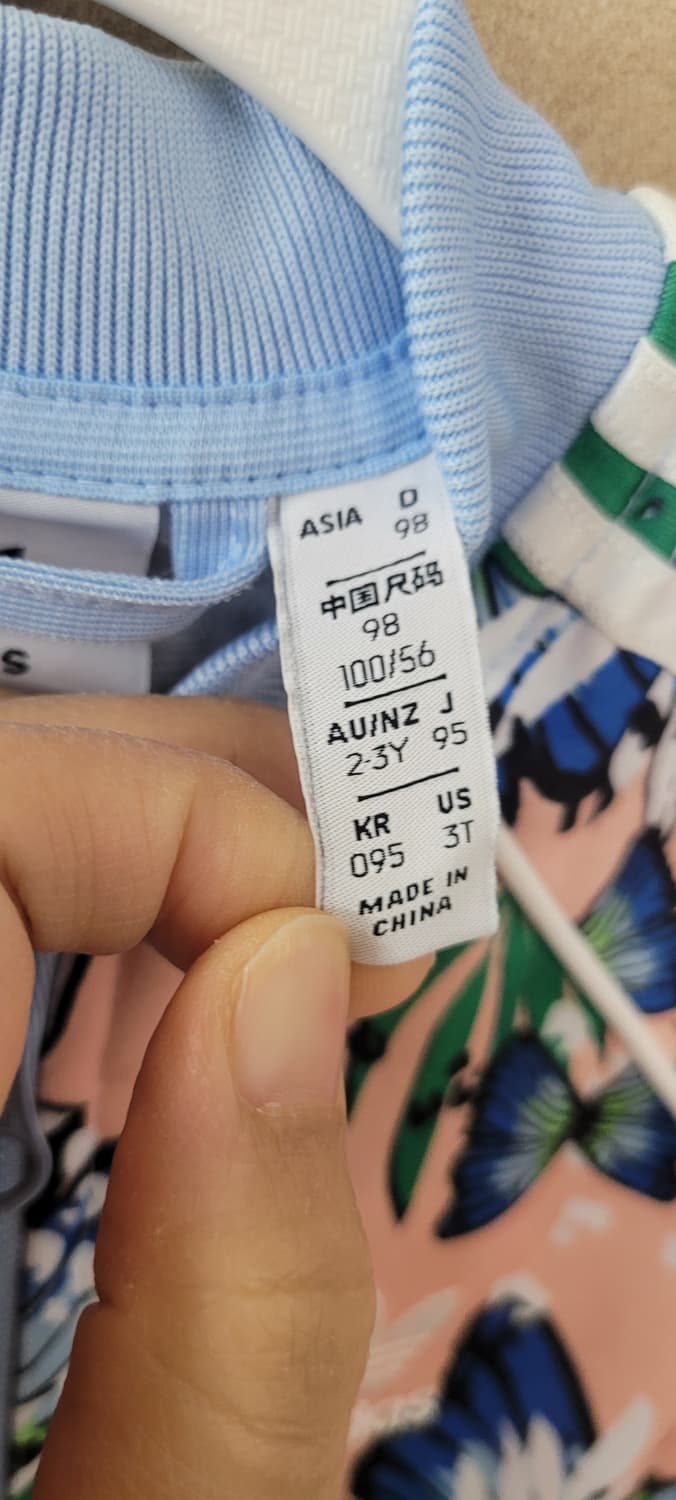 ASIA D
98
中国尺码
98
100/56
AU/NZ J
2-3Y 95
KR US
095 3T
MADE IN
CHINA
S